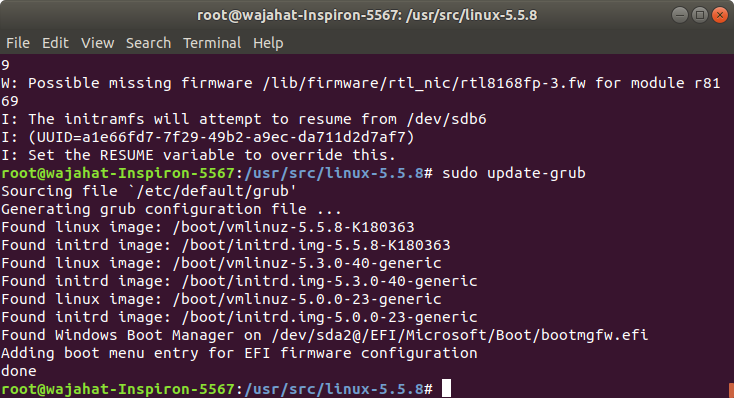 root@wajahat-Inspiron-5567: /usr/src/linux-5.5.8
File Edit View Search Terminal Help
9
W: Possible missing firmware /lib/firmware/rtl_nic/rtl8168fp-3.fw for module r81
69
I: The initramfs will attempt to resume from /dev/sdb6
I: (UUID=a1e66fd7-7f29-49b2-a9ec-da711d2d7af7)
I: Set the RESUME variable to override this.
root@wajahat-Inspiron-5567:/usr/src/linux-5.5.8# sudo update-grub
Sourcing file `/etc/default/grub'
Generating grub configuration file ...
Found linux image: /boot/vmlinuz-5.5.8-K180363
Found initrd image: /boot/initrd.img-5.5.8-K180363
Found linux image: /boot/vmlinuz-5.3.0-40-generic
Found initrd image: /boot/initrd.img-5.3.0-40-generic
Found linux image: /boot/vmlinuz-5.0.0-23-generic
Found initrd image: /boot/initrd.img-5.0.0-23-generic
Found Windows Boot Manager on /dev/sda2@/EFI/Microsoft/Boot/bootmgfw.efi
Adding boot menu entry for EFI firmware configuration
done
root@wajahat-Inspiron-5567:/usr/src/linux-5.5.8#